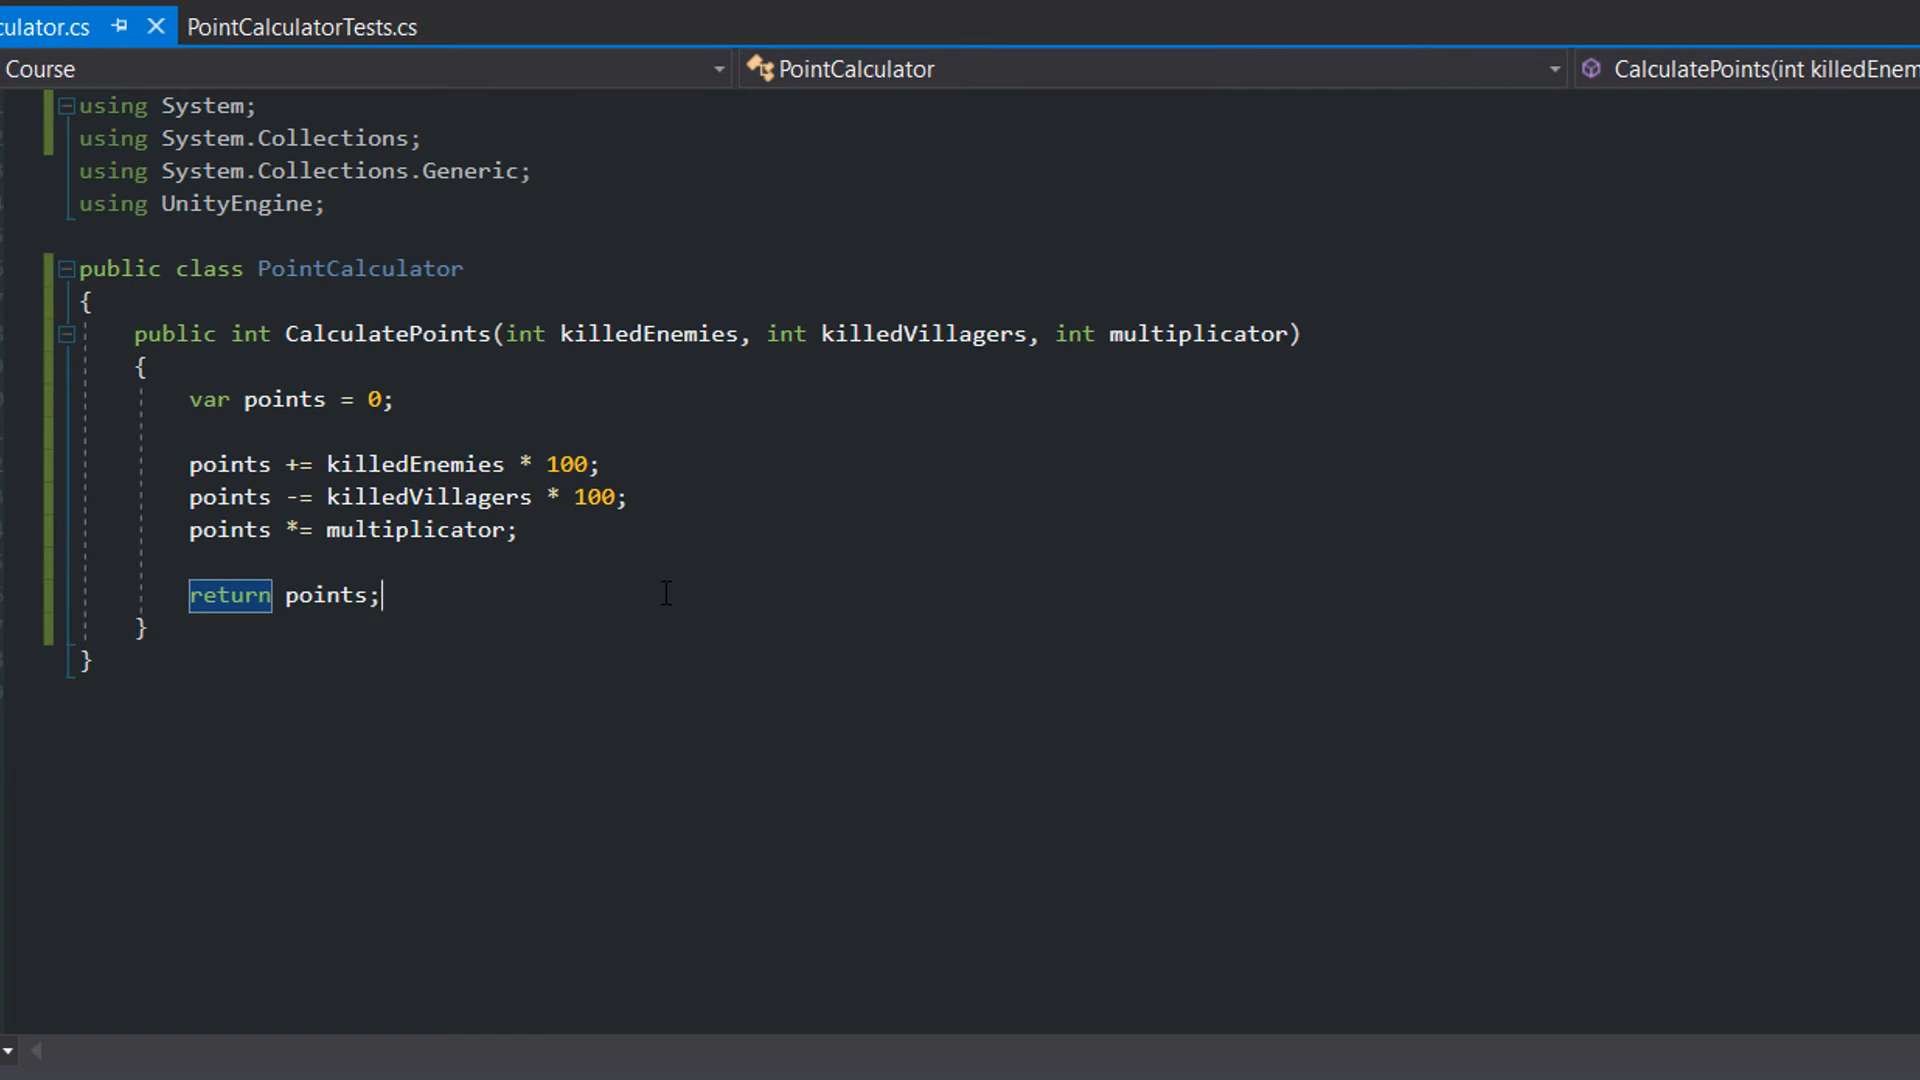 culator.cs PointCalculatorTests.cs
Course PointCalculator CalculatePoints(int killedEnem
using System;
using System.Collections;
using System.Collections.Generic;
using UnityEngine;
public class PointCalculator
{
public int CalculatePoints(int killedEnemies, int killedVillagers, int multiplicator)
{
var points = 0;
points += killedEnemies * 100;
points -= killedVillagers * 100;
points *= multiplicator;
return points;
}
}